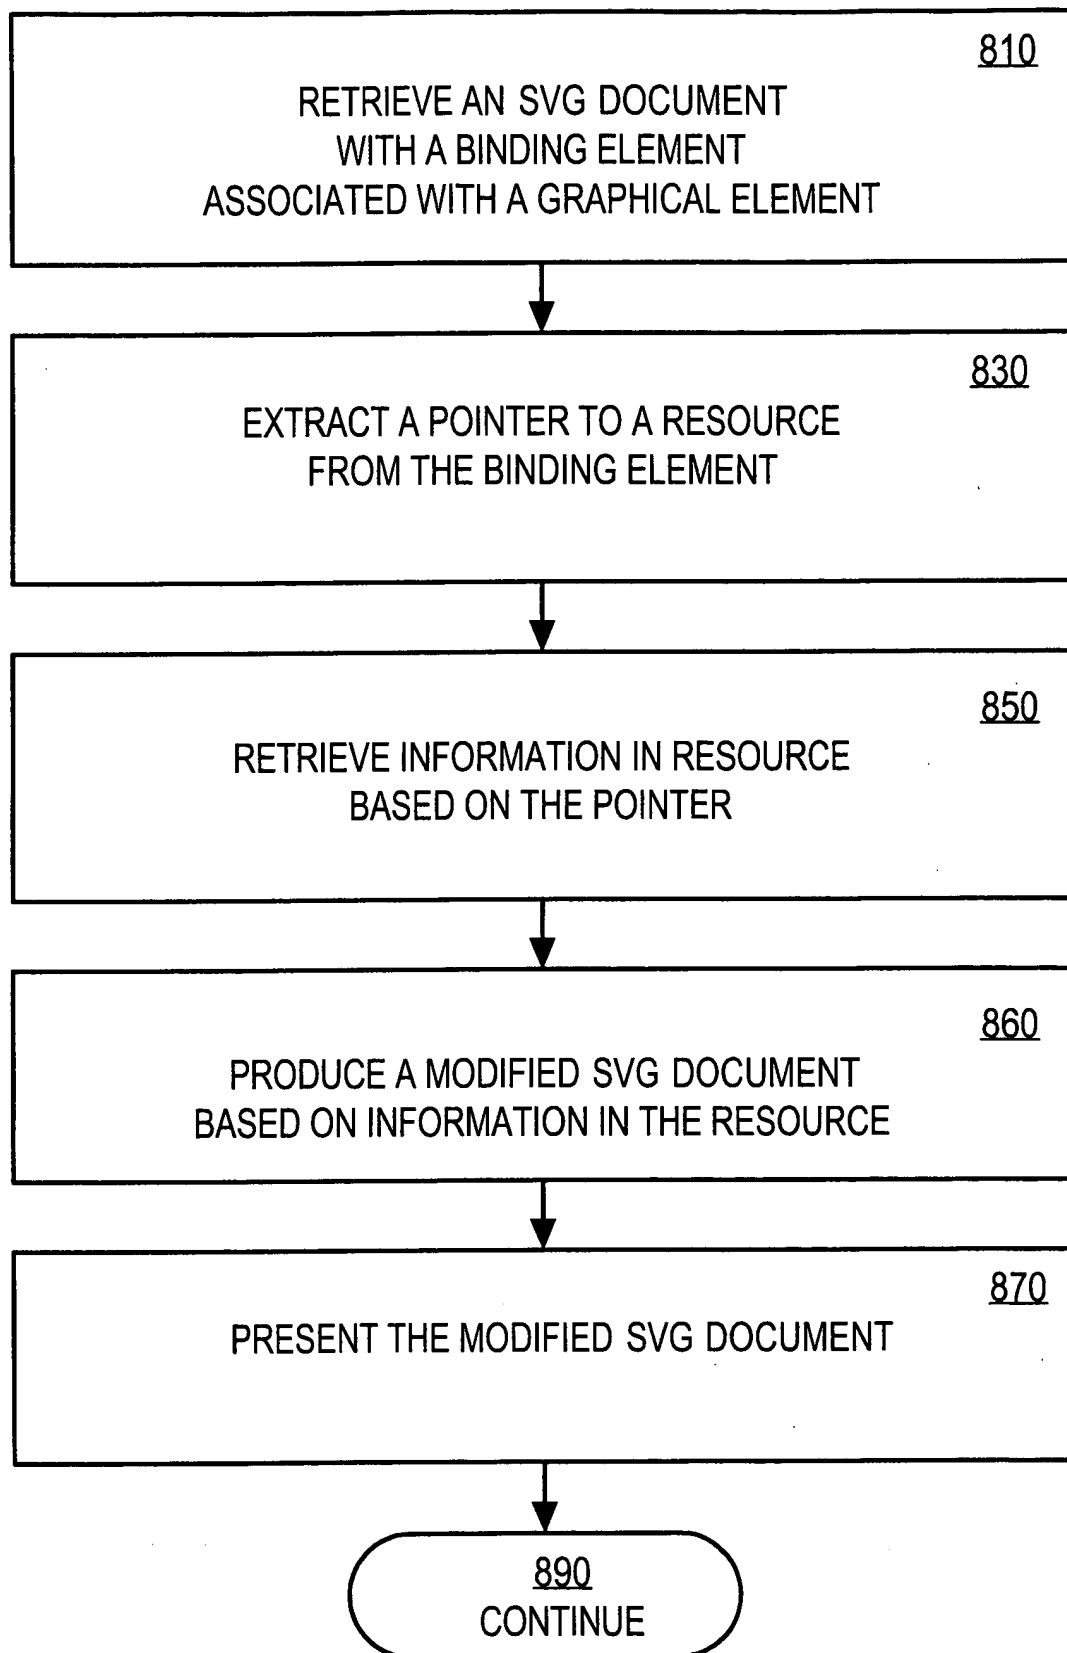 810
RETRIEVE AN SVG DOCUMENT
WITH A BINDING ELEMENT
ASSOCIATED WITH A GRAPHICAL ELEMENT
830
EXTRACT A POINTER TO A RESOURCE
FROM THE BINDING ELEMENT
850
RETRIEVE INFORMATION IN RESOURCE
BASED ON THE POINTER
860
PRODUCE A MODIFIED SVG DOCUMENT
BASED ON INFORMATION IN THE RESOURCE
870
PRESENT THE MODIFIED SVG DOCUMENT
890
CONTINUE